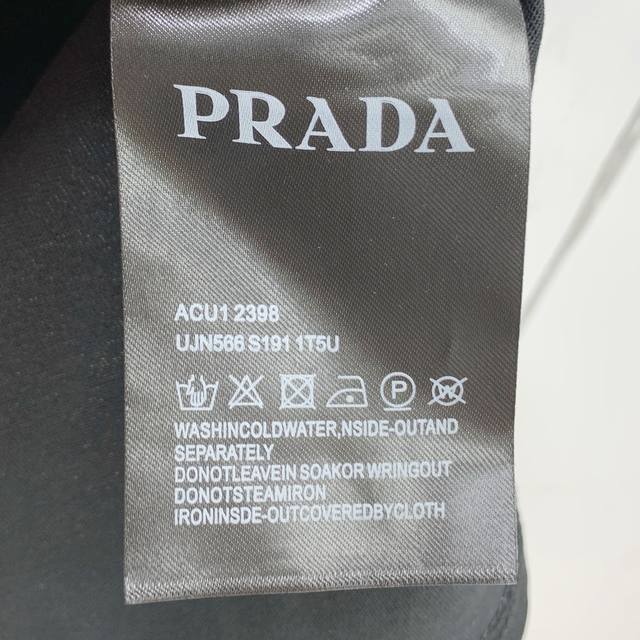 PRADA
ACU1 2398
UJN566 S191 1T5U
P
WASHINCOLDWATER,NSIDE-OUTAND
SEPARATELY
DONOTLEAVEIN SOAKOR WRINGOUT
DONOTSTEAMIRON
IRONINSDE-OUTCOVEREDBYCLOTH